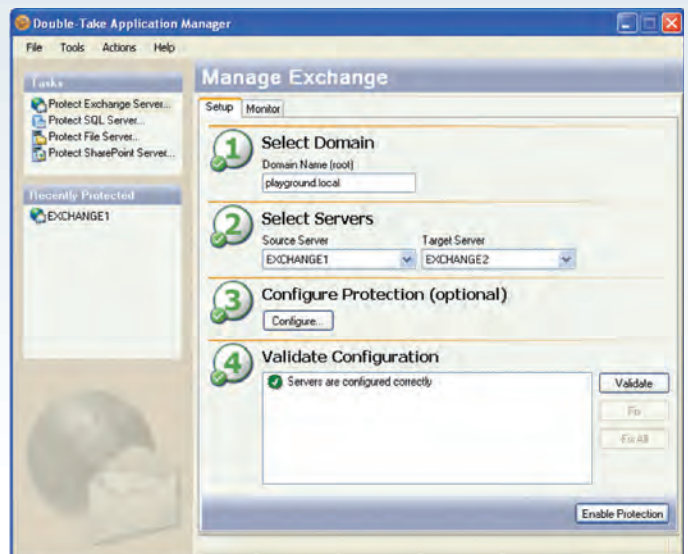 Double-Take Application Manager
File Tools Actions Help
Tasks
Protect Exchange Server...
Protect SQL Server...
Protect File Server...
Protect SharePoint Server...
Recently Protected
EXCHANGE1
Manage Exchange
Setup Monitor
1 Select Domain
Domain Name (root)
playground.local
2 Select Servers
Source Server Target Server
EXCHANGE1 EXCHANGE2
3 Configure Protection (optional)
Configure...
4 Validate Configuration
Servers are configured correctly
Validate
Fix
Fix All
Enable Protection